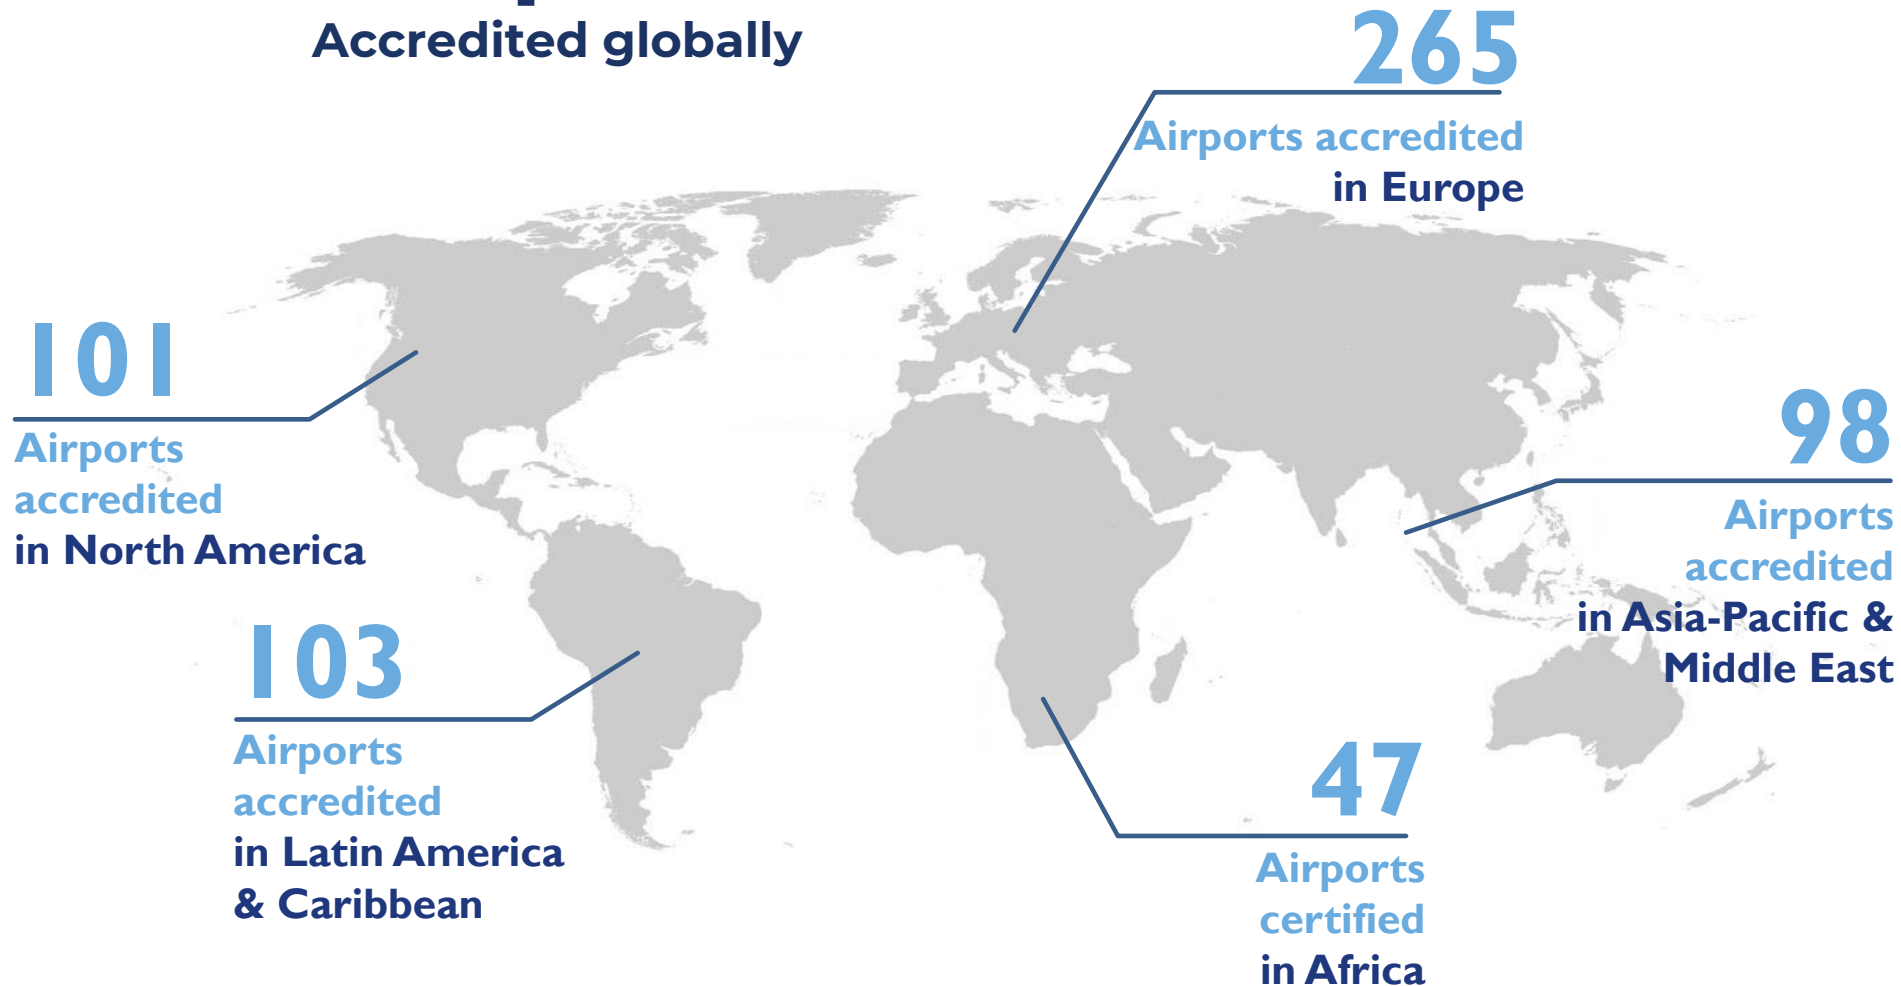 Accredited globally
265
Airports accredited
in Europe
101
Airports
accredited
in North America
98
Airports
accredited
in Asia-Pacific &
Middle East
103
Airports
accredited
in Latin America
& Caribbean
47
Airports
certified
in Africa